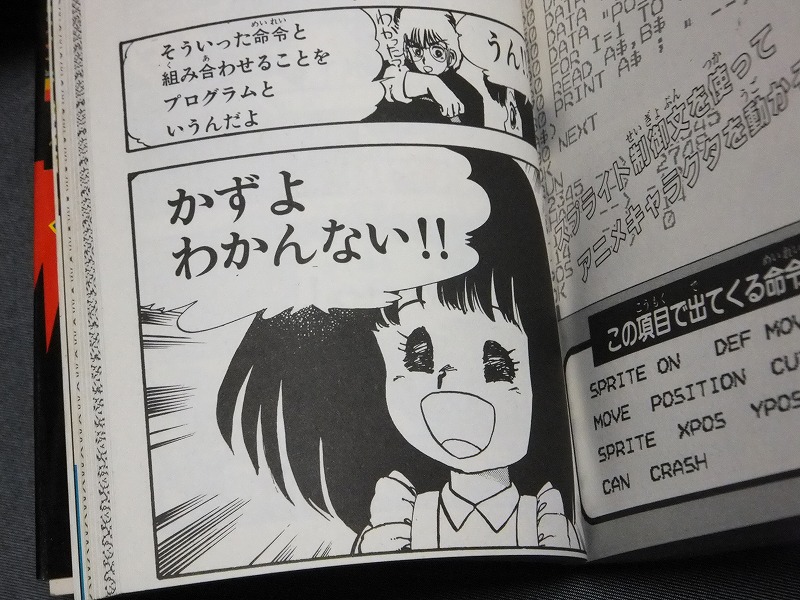 そういった命令と
組み合わせることを
プログラムと
いうんだよ
わかった?
うん!
かずよ
わかんない!!
FOR I=1 TO
READ A$, B$
PRINT A$ ;
NEXT
スプライト制御文を使って
アニメキャラクタを動かそ
この項目で出てくる命令
SPRITE ON DEF MOV
MOVE POSITION CU
SPRITE XPOS YPOS
CAN CRASH